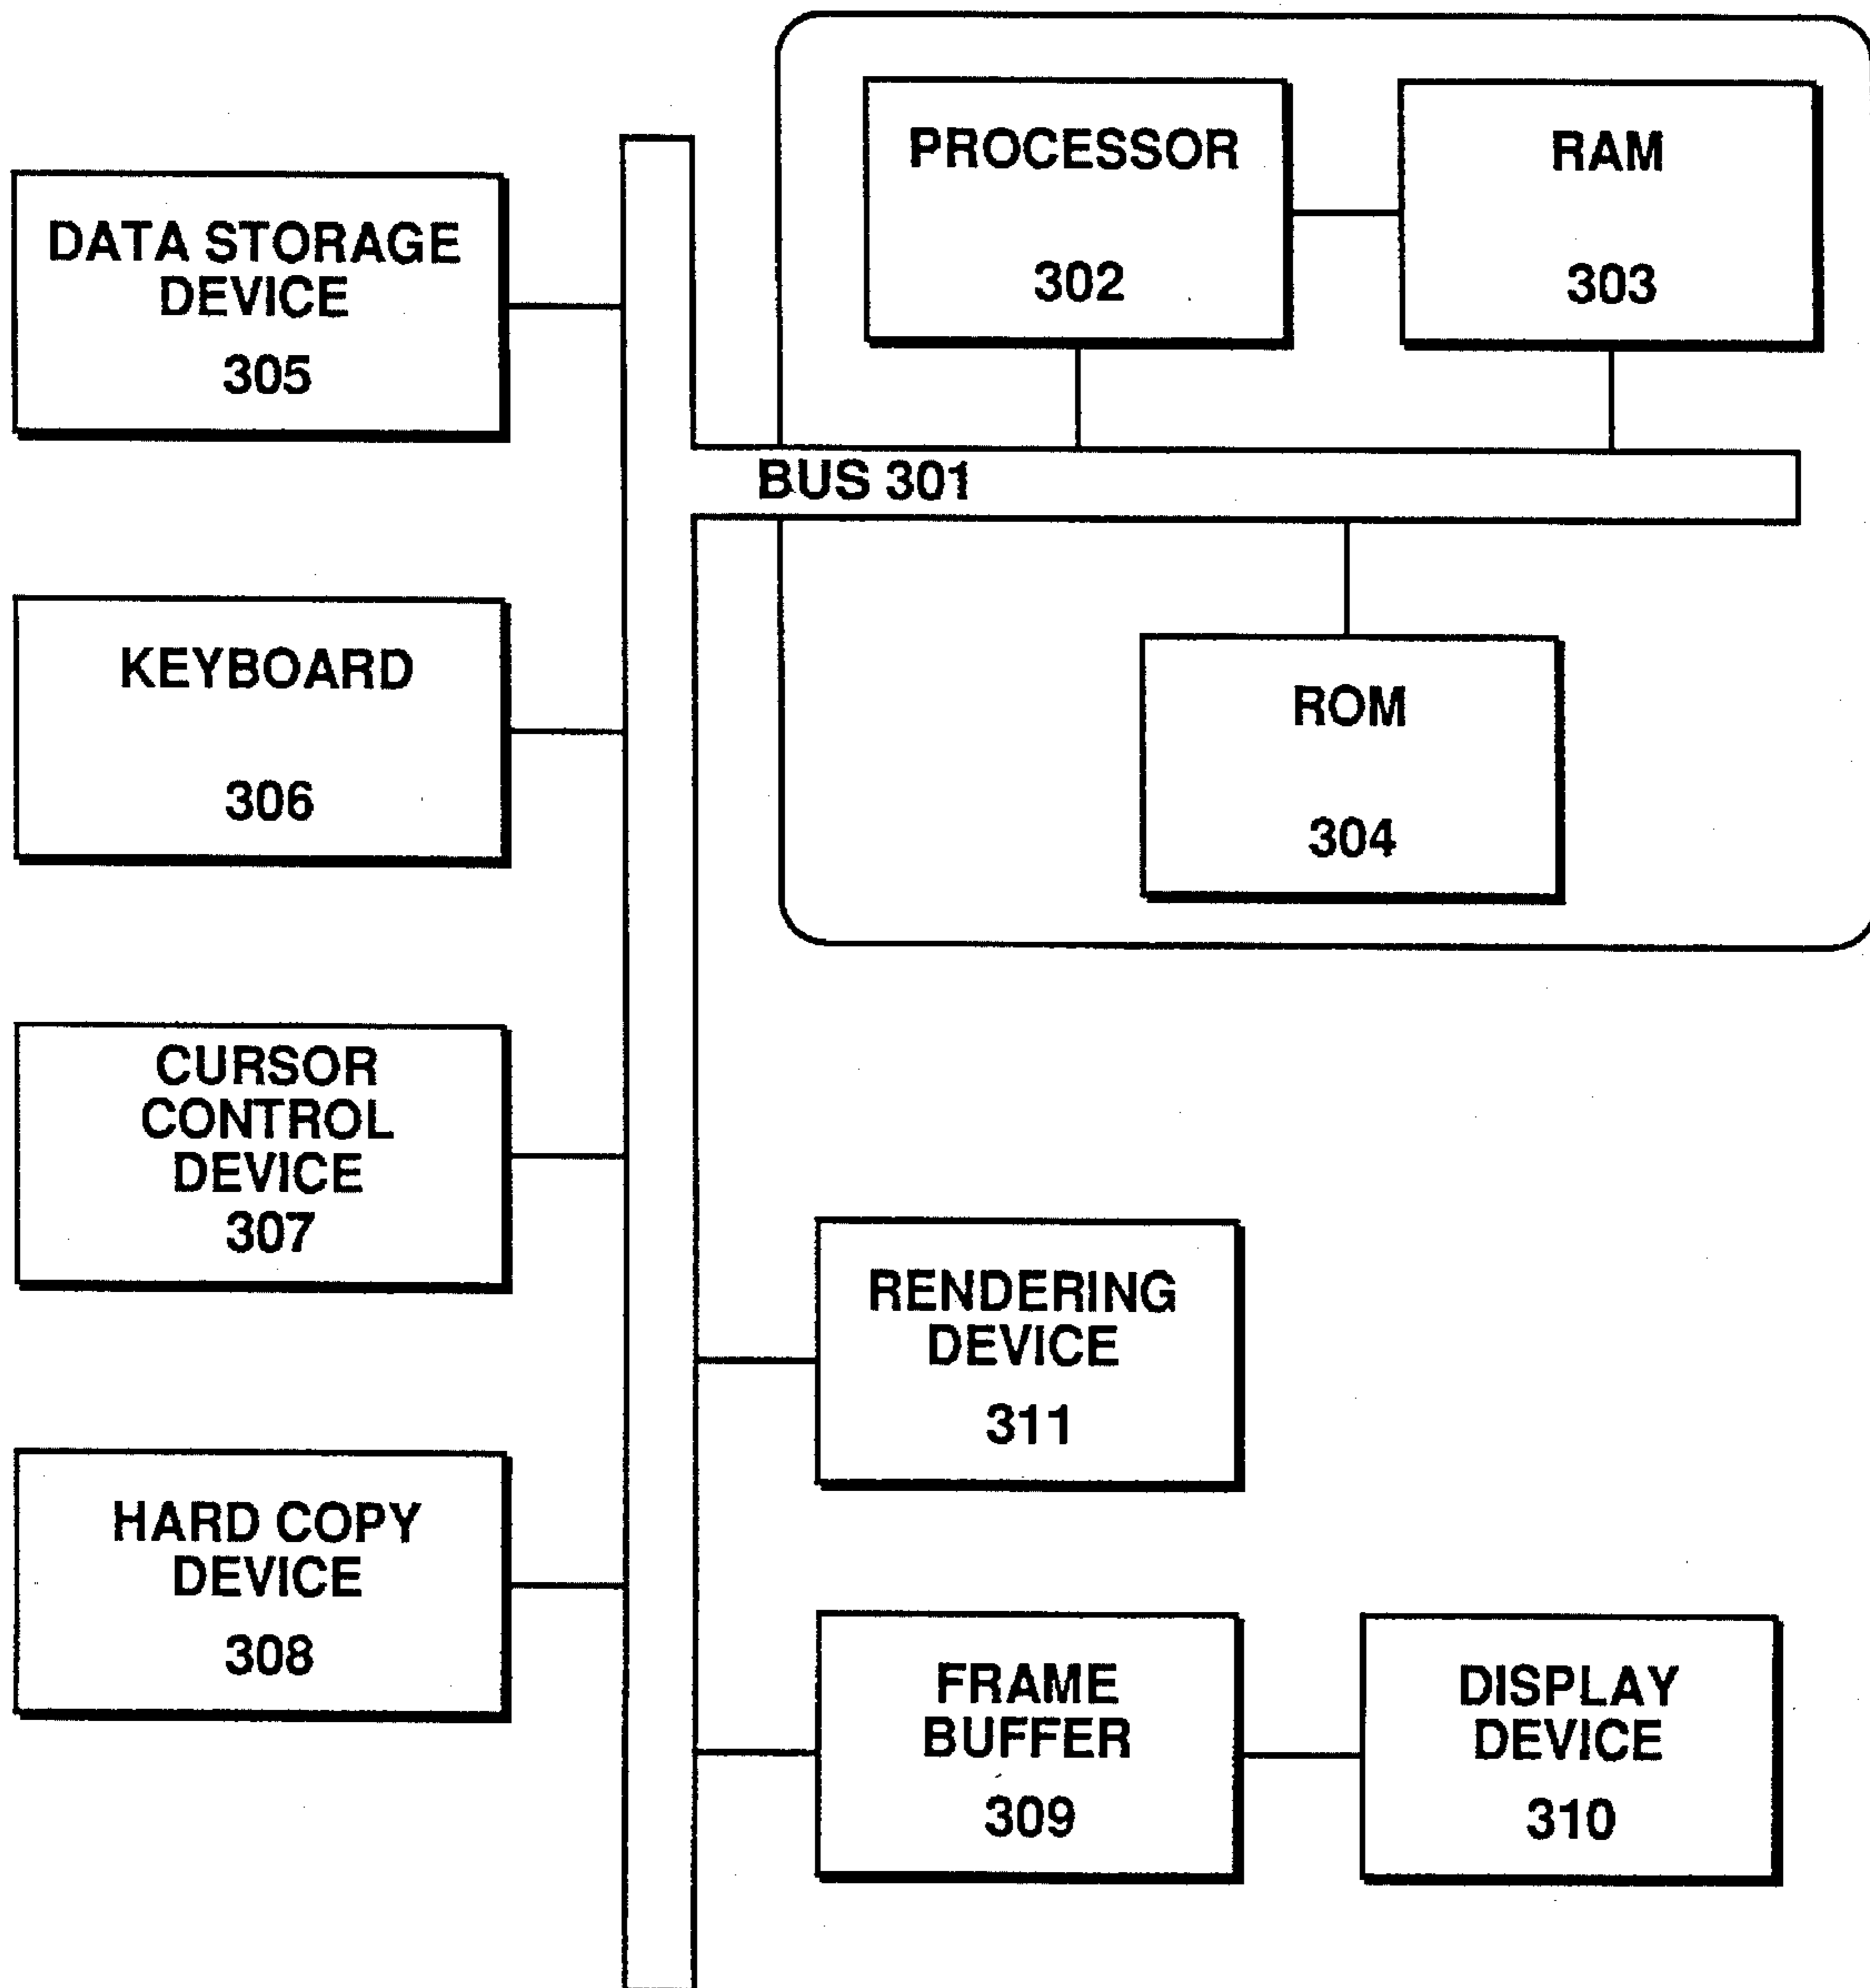 PROCESSOR
302
RAM
303
DATA STORAGE
DEVICE
305
BUS 301
KEYBOARD
306
ROM
304
CURSOR
CONTROL
DEVICE
307
RENDERING
DEVICE
311
HARD COPY
DEVICE
308
FRAME
BUFFER
309
DISPLAY
DEVICE
310